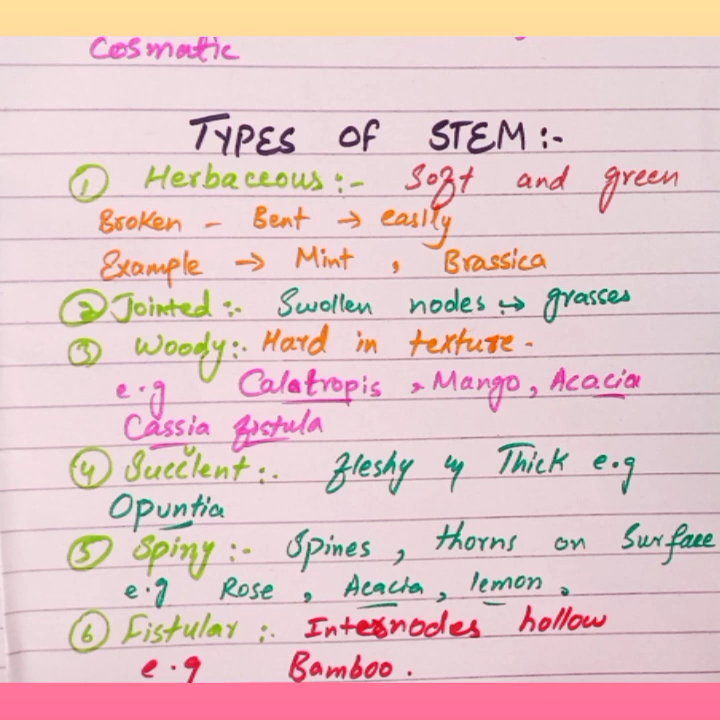 Cosmatic
TYPES OF STEM :-
① Herbaceous :- Soft and green
Broken - Bent → easily
Example → Mint , Brassica
② Jointed :- Swollen nodes → grasses
③ Woody :- Hard in texture -
e.g Calatropis , Mango , Acacia
Cassia fistula
④ Succlent :- fleshy y Thick e.g
Opuntia
⑤ Spiny :- Spines , thorns on Surface
e.g Rose , Acacia , lemon ,
⑥ Fistular :- Internodes hollow
e.g Bamboo .